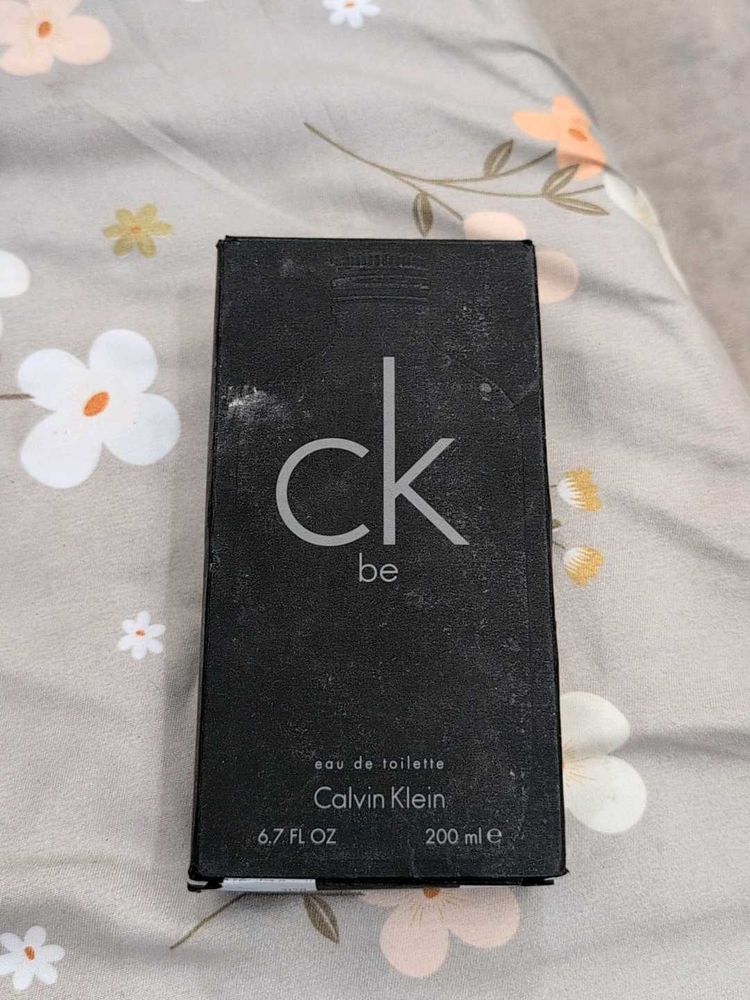 ck
be
eau de toilette
Calvin Klein
6.7 FL OZ 200 ml ℮